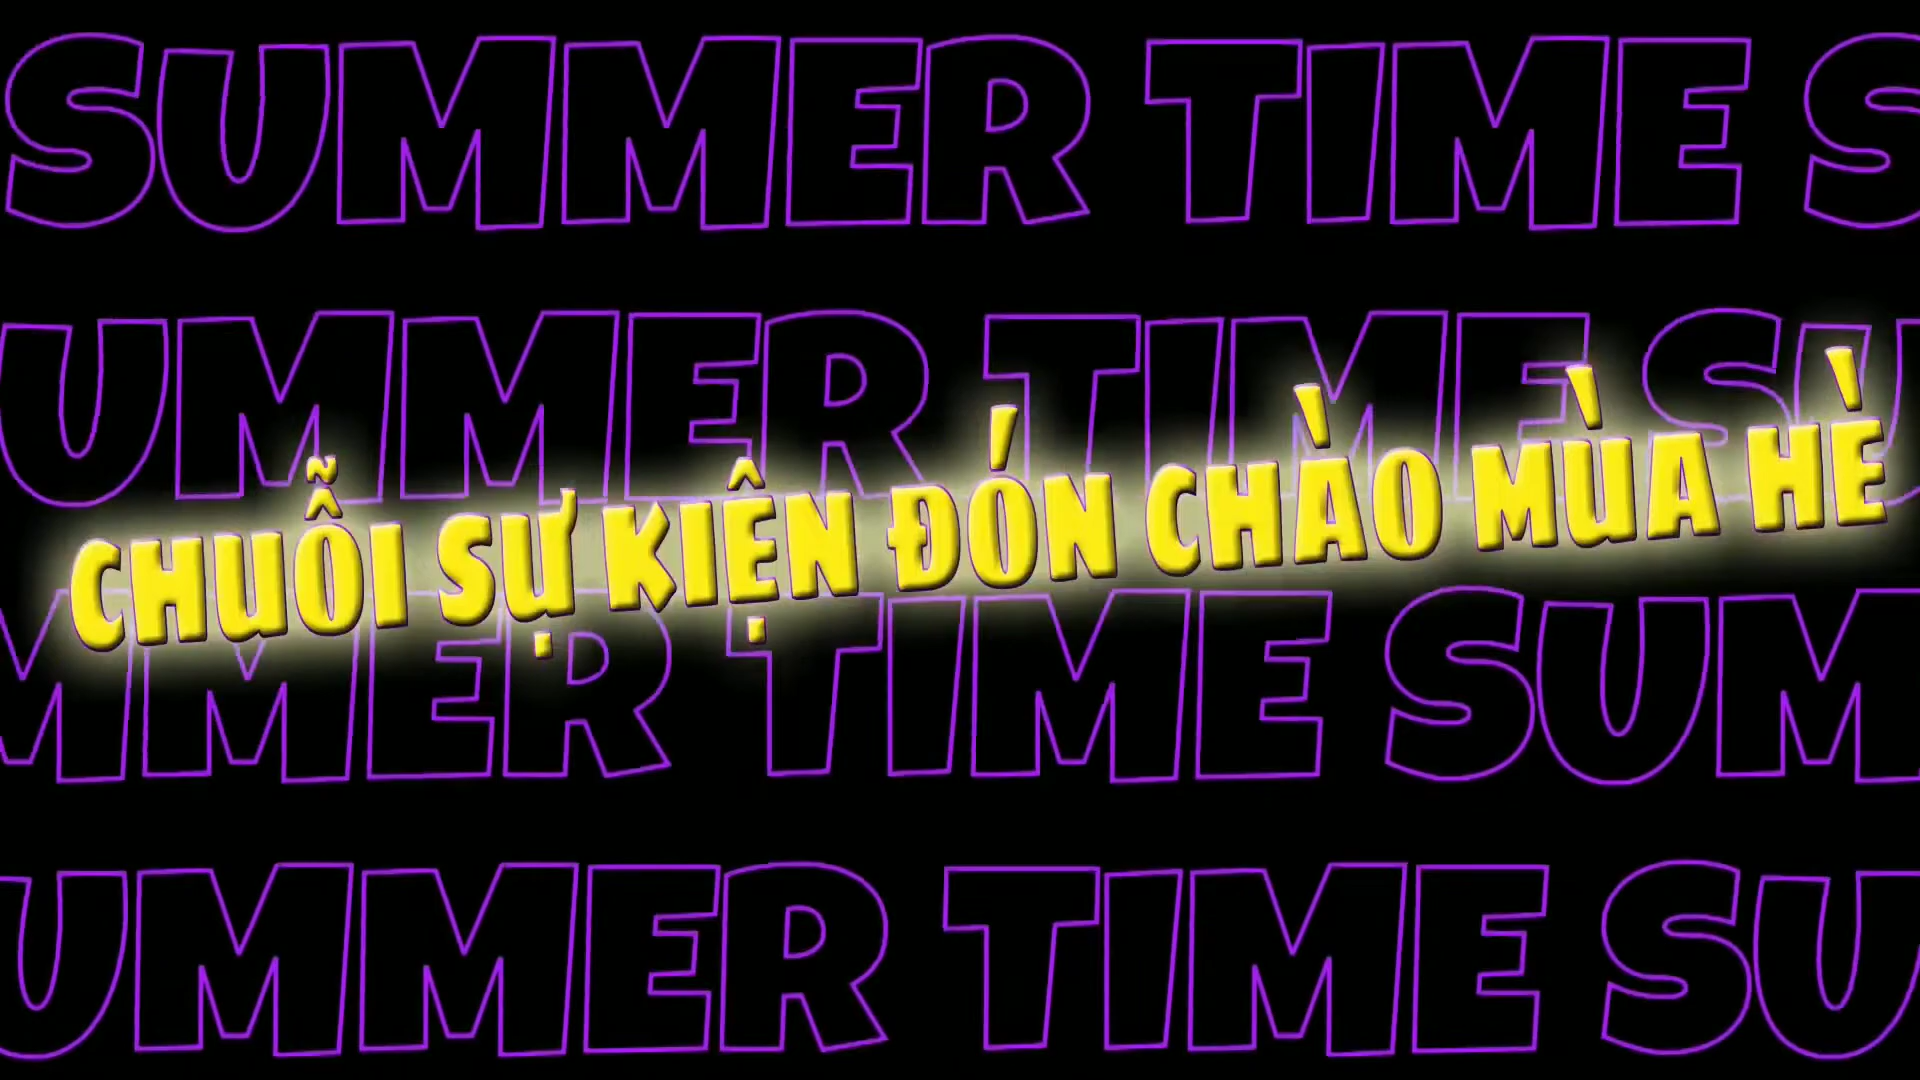 SUMMER TIME S
UMMER TIME SU
CHUỖI SỰ KIỆN ĐÓN CHÀO MÙA HÈ
MMER TIME SUM
UMMER TIME SU